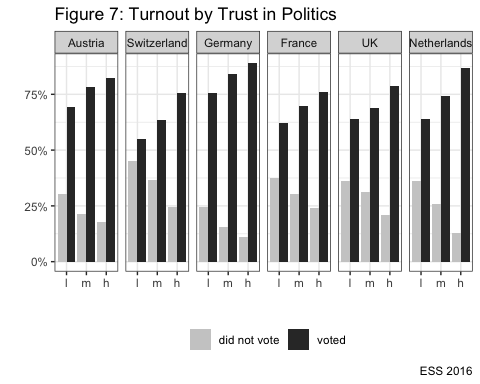 Figure 7: Turnout by Trust in Politics
Austria Switzerland Germany France UK Netherlands
75%
50%
25%
0%
l m h l m h l m h l m h l m h l m h
did not vote voted
ESS 2016